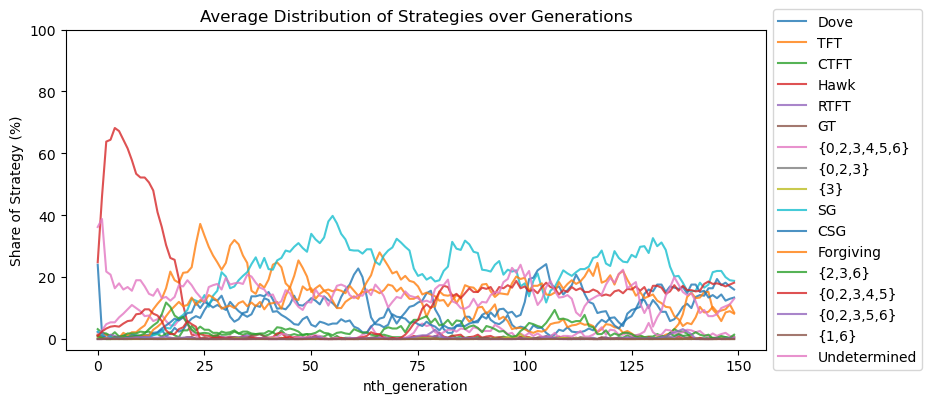 Average Distribution of Strategies over Generations
Share of Strategy (%)
100
80
60
40
20
0
0
25
50
75
100
125
150
nth_generation
Dove
TFT
CTFT
Hawk
RTFT
GT
{0,2,3,4,5,6}
{0,2,3}
{3}
SG
CSG
Forgiving
{2,3,6}
{0,2,3,4,5}
{0,2,3,5,6}
{1,6}
Undetermined